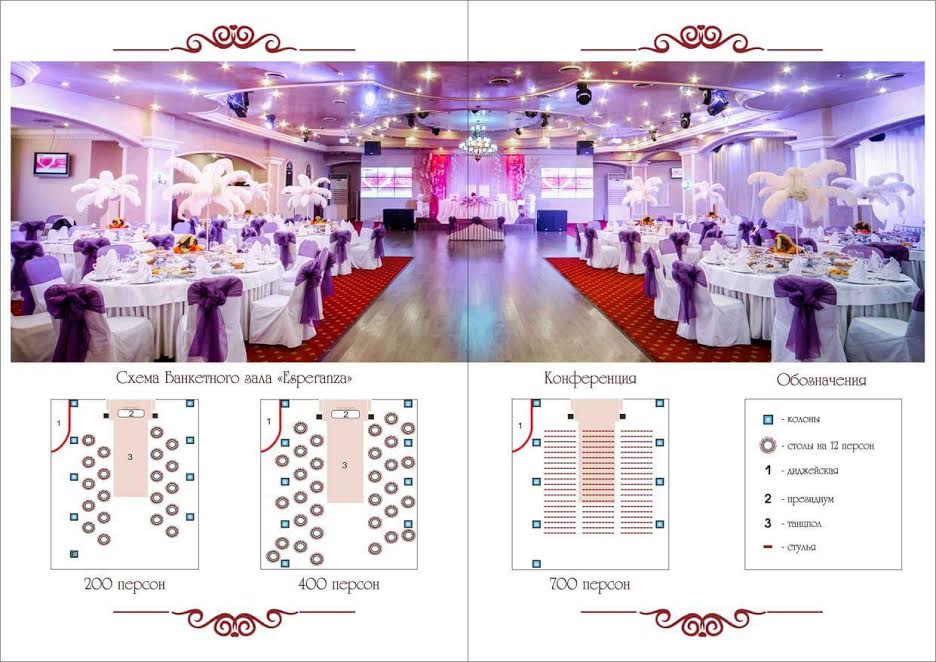 Схема Банкетного зала «Esperanza»
Конференция
Обозначения
1
2
3
1
2
3
1
- колоны
- столы на 12 персон
1 - диджейская
2 - президиум
3 - танцпол
- стулья
200 персон
400 персон
700 персон